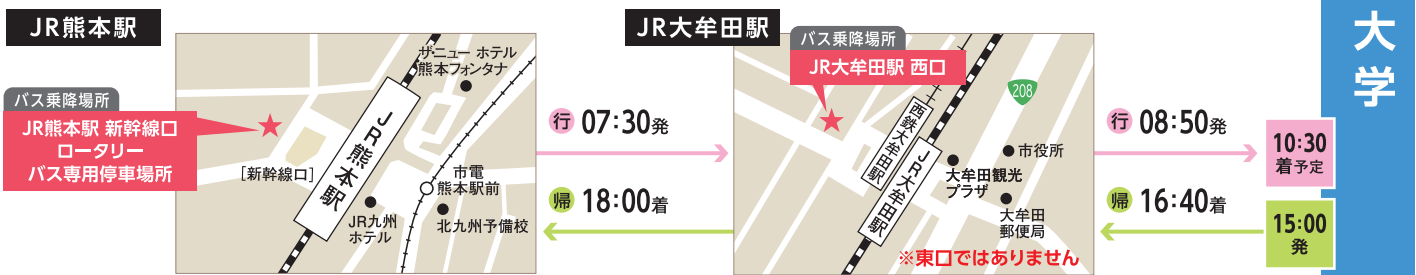 JR熊本駅
バス乗降場所
JR熊本駅 新幹線口
ロータリー
バス専用停車場所
[新幹線口]
ザ・ニュー ホテル
熊本フォンタナ
JR熊本駅
市電
熊本駅前
JR九州
ホテル
北九州予備校
行 07:30発
帰 18:00着
JR大牟田駅
バス乗降場所
JR大牟田駅 西口
208
西鉄大牟田駅
JR大牟田駅
市役所
大牟田観光
プラザ
大牟田
郵便局
※東口ではありません
行 08:50発
帰 16:40着
10:30
着予定
15:00
発
大学